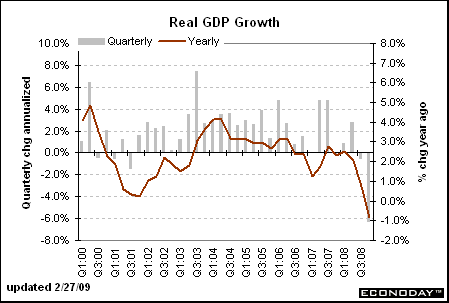 Real GDP Growth
Quarterly Yearly
10.0%
8.0%
6.0%
4.0%
2.0%
0.0%
-2.0%
-4.0%
-6.0%
-8.0%
Quarterly chg annualized
8.0%
7.0%
6.0%
5.0%
4.0%
3.0%
2.0%
1.0%
0.0%
-1.0%
-2.0%
% chg year ago
Q1:00
Q3:00
Q1:01
Q3:01
Q1:02
Q3:02
Q1:03
Q3:03
Q1:04
Q3:04
Q1:05
Q3:05
Q1:06
Q3:06
Q1:07
Q3:07
Q1:08
Q3:08
updated 2/27/09
ECONODAY™